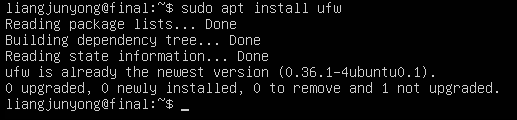 liangjunyong@final:~$ sudo apt install ufw
Reading package lists... Done
Building dependency tree... Done
Reading state information... Done
ufw is already the newest version (0.36.1-4ubuntu0.1).
0 upgraded, 0 newly installed, 0 to remove and 1 not upgraded.
liangjunyong@final:~$ _